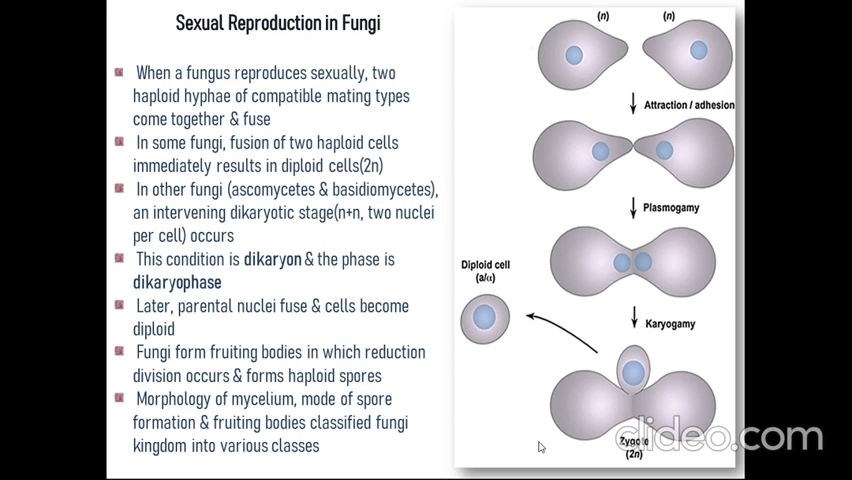 Sexual Reproduction in Fungi
When a fungus reproduces sexually, two
haploid hyphae of compatible mating types
come together & fuse
In some fungi, fusion of two haploid cells
immediately results in diploid cells(2n)
In other fungi (ascomycetes & basidiomycetes),
an intervening dikaryotic stage(n+n, two nuclei
per cell) occurs
This condition is dikaryon & the phase is
dikaryophase
Later, parental nuclei fuse & cells become
diploid
Fungi form fruiting bodies in which reduction
division occurs & forms haploid spores
Morphology of mycelium, mode of spore
formation & fruiting bodies classified fungi
kingdom into various classes
(n) (n)
Attraction / adhesion
Plasmogamy
Diploid cell
(a/α)
Karyogamy
Zygote
(2n)
clideo.com